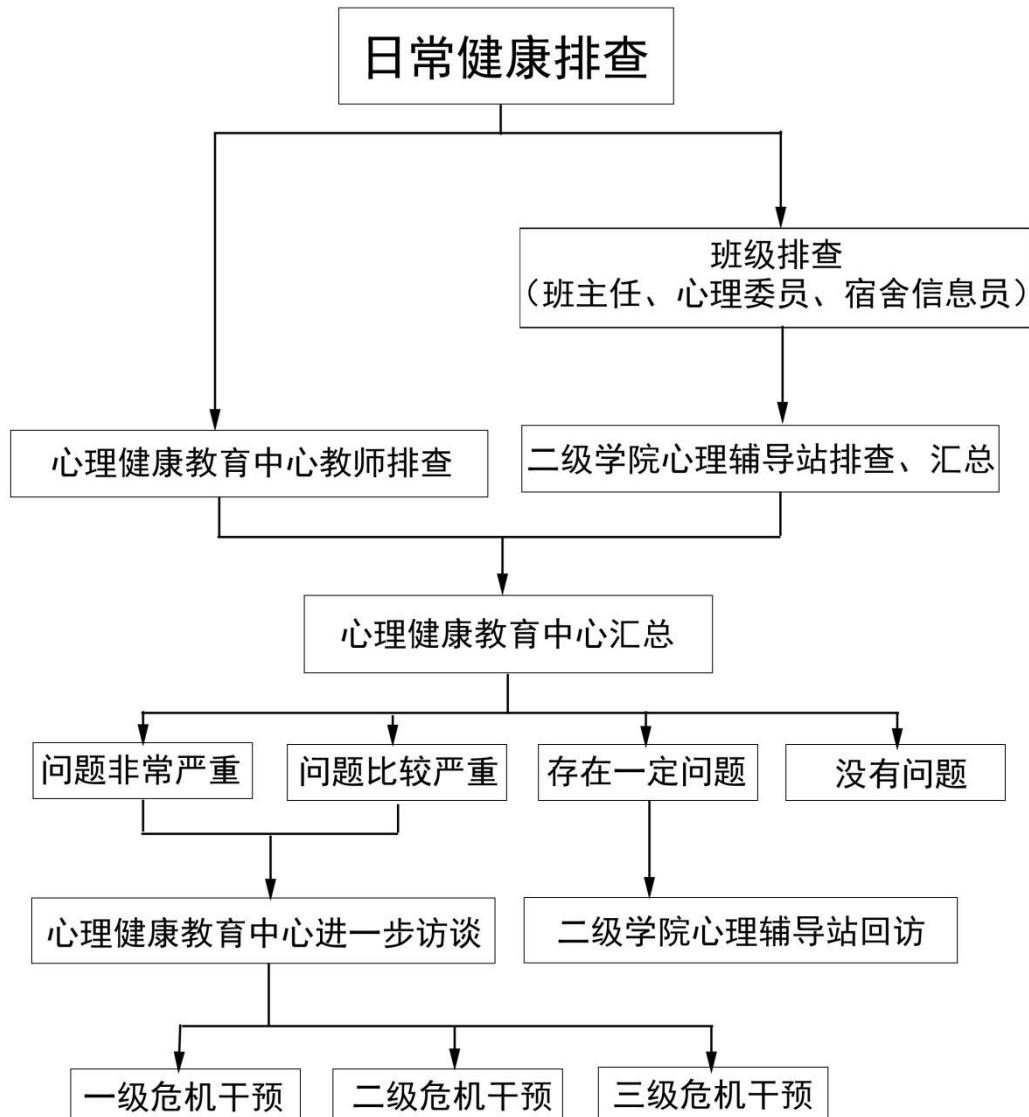 日常健康排查
班级排查
（班主任、心理委员、宿舍信息员）
心理健康教育中心教师排查
二级学院心理辅导站排查、汇总
心理健康教育中心汇总
问题非常严重
问题比较严重
存在一定问题
没有问题
心理健康教育中心进一步访谈
二级学院心理辅导站回访
一级危机干预
二级危机干预
三级危机干预